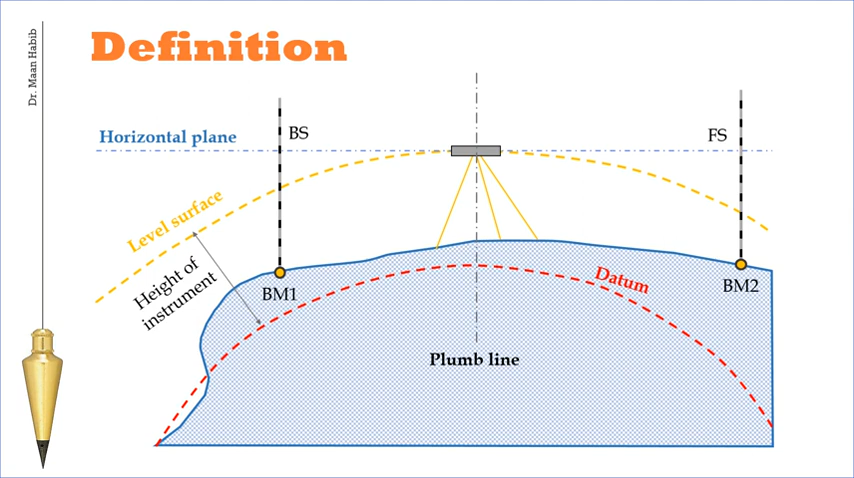 Dr. Maan Habib
Definition
Horizontal plane
BS
FS
Level surface
Height of
instrument
BM1
Datum
BM2
Plumb line